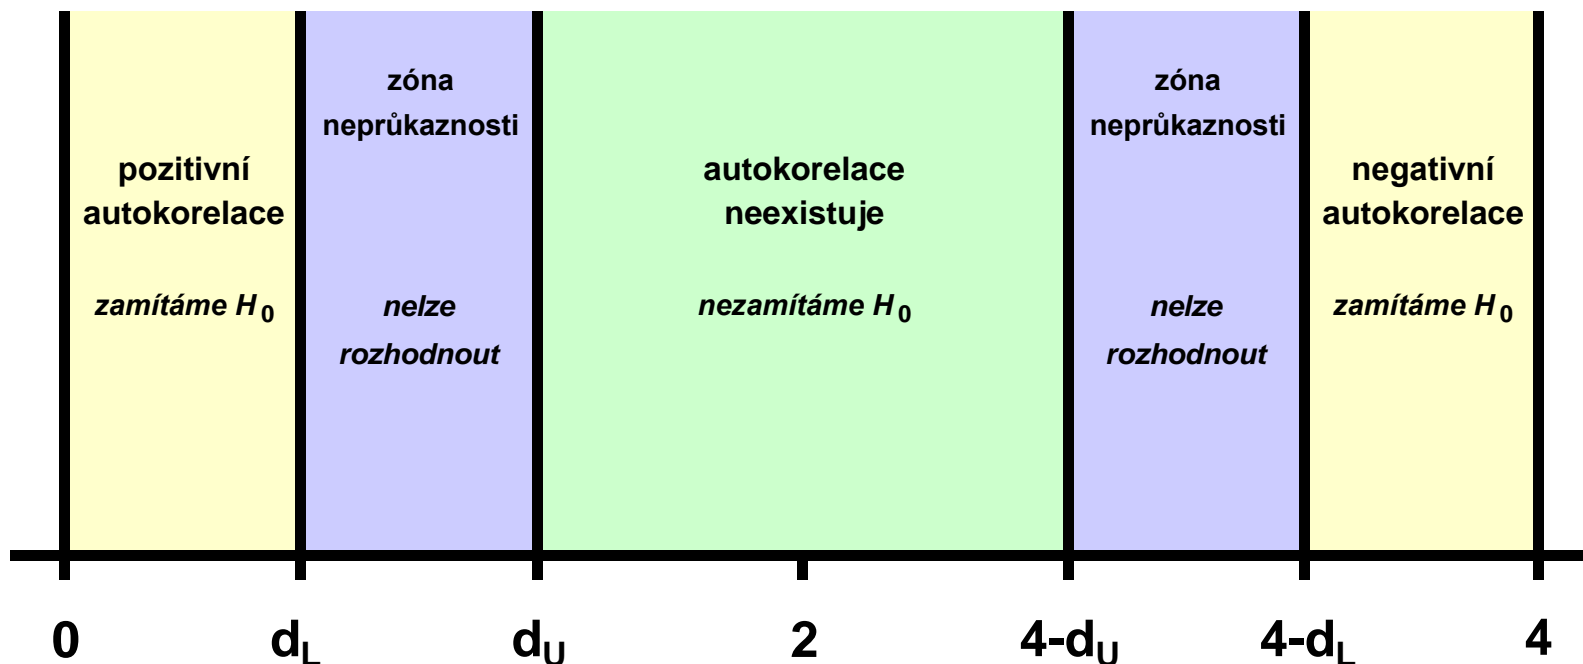 pozitivní
autokorelace
zamítáme H0
zóna
neprůkaznosti
nelze
rozhodnout
autokorelace
neexistuje
nezamítáme H0
zóna
neprůkaznosti
nelze
rozhodnout
negativní
autokorelace
zamítáme H0
0 dL dU 2 4-dU 4-dL 4